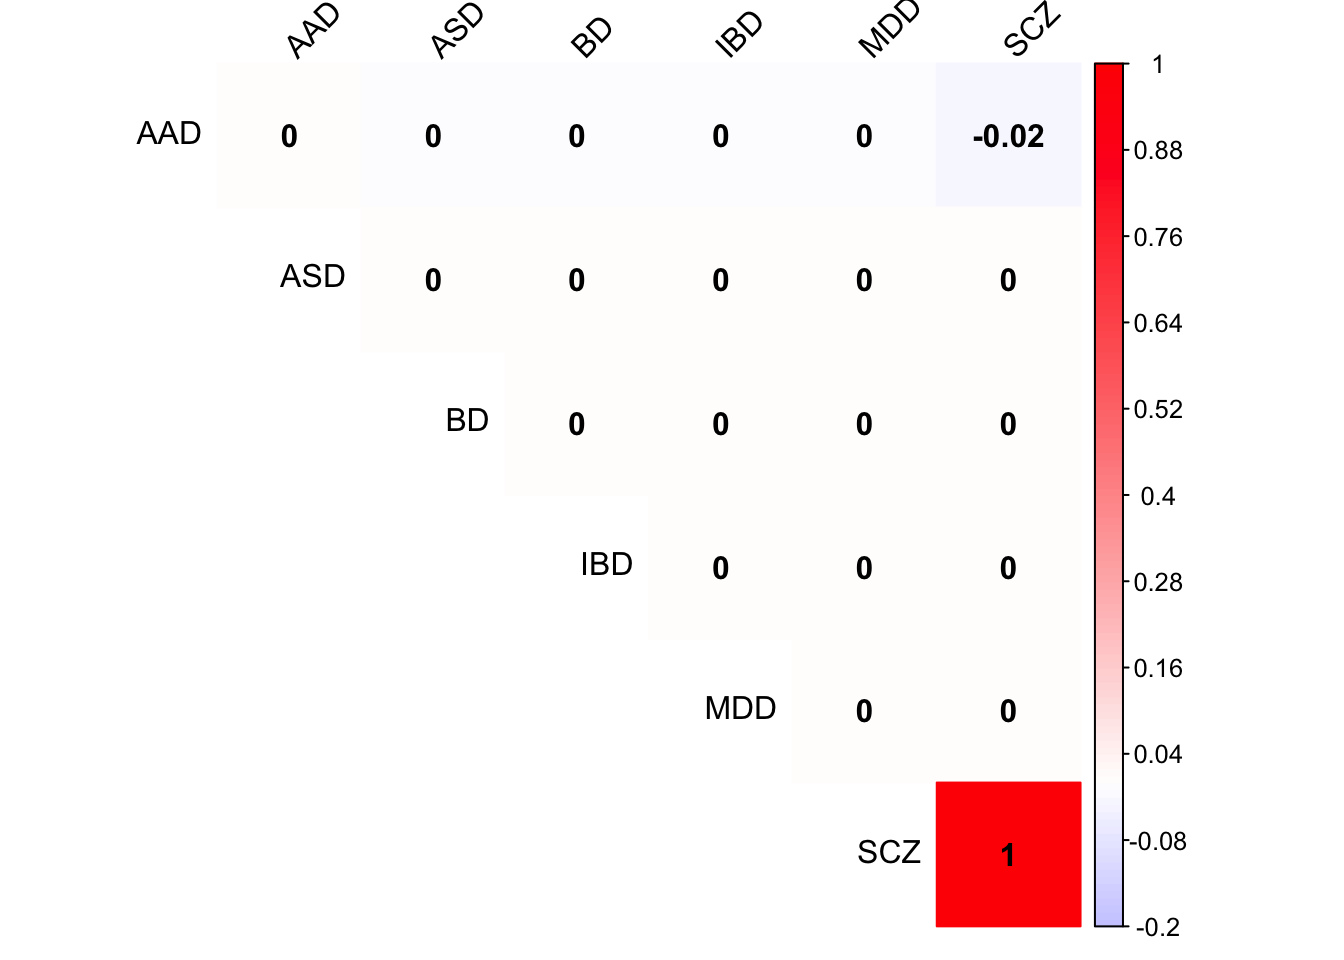 AAD ASD BD IBD MDD SCZ
AAD 0 0 0 0 0 -0.02
ASD 0 0 0 0 0
BD 0 0 0 0
IBD 0 0 0
MDD 0 0
SCZ 1
1
0.88
0.76
0.64
0.52
0.4
0.28
0.16
0.04
-0.08
-0.2